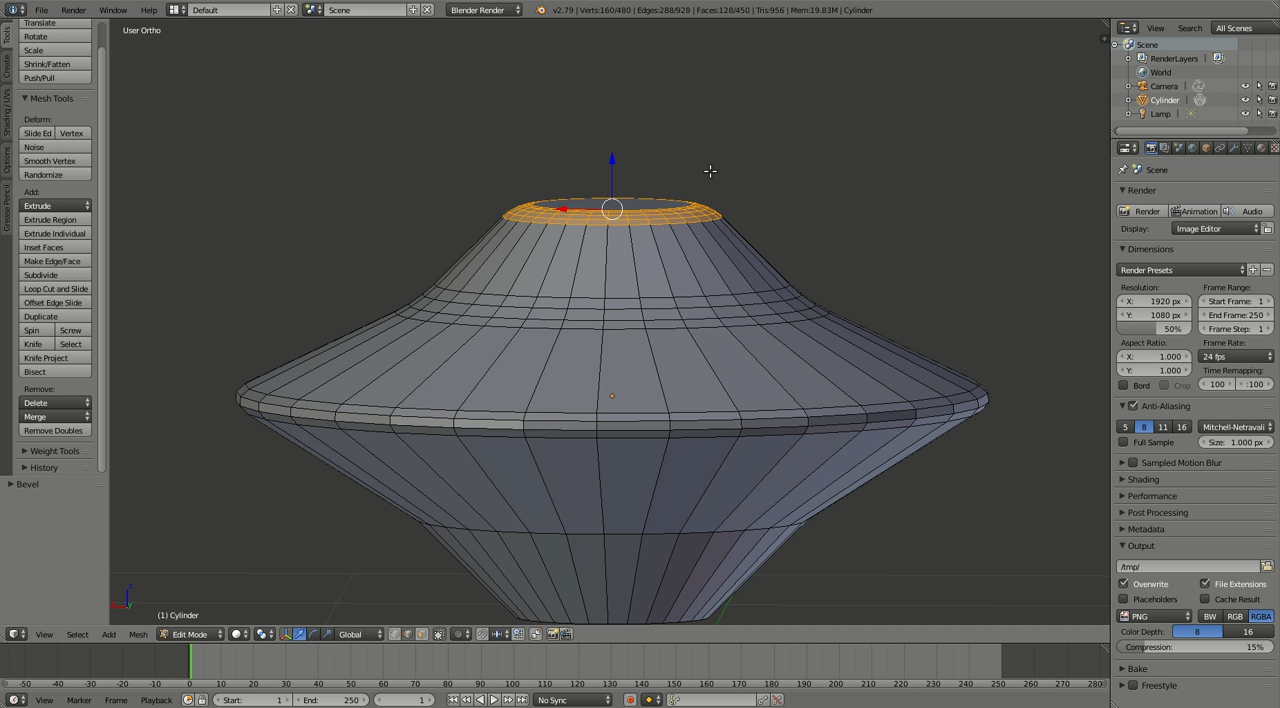 File Render Window Help Default Scene Blender Render v2.79 | Verts:160/480 | Edges:288/928 | Faces:128/450 | Tris:956 | Mem:19.83M | Cylinder
Tools
Create
Shading / UVs
Options
Grease Pencil
Translate
Rotate
Scale
Shrink/Fatten
Push/Pull
Mesh Tools
Deform:
Slide Ed Vertex
Noise
Smooth Vertex
Randomize
Add:
Extrude
Extrude Region
Extrude Individual
Inset Faces
Make Edge/Face
Subdivide
Loop Cut and Slide
Offset Edge Slide
Duplicate
Spin Screw
Knife Select
Knife Project
Bisect
Remove:
Delete
Merge
Remove Doubles
Weight Tools
History
Bevel
User Ortho
(1) Cylinder
View Select Add Mesh Edit Mode Global
-50 -40 -30 -20 -10 0 10 20 30 40 50 60 70 80 90 100 110 120 130 140 150 160 170 180 190 200 210 220 230 240 250 260 270 280
View Marker Frame Playback Start: 1 End: 250 1 No Sync
View Search All Scenes
Scene
RenderLayers
World
Camera
Cylinder
Lamp
Scene
Render
Render Animation Audio
Display: Image Editor
Dimensions
Render Presets
Resolution: Frame Range:
X: 1920 px Start Frame: 1
Y: 1080 px End Frame: 250
50% Frame Step: 1
Aspect Ratio: Frame Rate:
X: 1.000 24 fps
Y: 1.000 Time Remapping:
Bord Crop 100 :100
Anti-Aliasing
5 8 11 16 Mitchell-Netravali
Full Sample Size: 1.000 px
Sampled Motion Blur
Shading
Performance
Post Processing
Metadata
Output
/tmp/
Overwrite File Extensions
Placeholders Cache Result
PNG BW RGB RGBA
Color Depth: 8 16
Compression: 15%
Bake
Freestyle